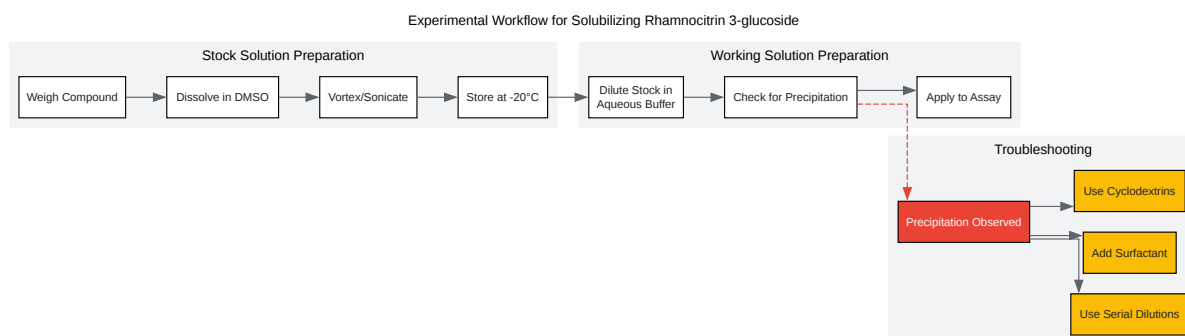 Experimental Workflow for Solubilizing Rhamnocitrin 3-glucoside
Stock Solution Preparation
Working Solution Preparation
Weigh Compound
Dissolve in DMSO
Vortex/Sonicate
Store at -20°C
Dilute Stock in
Aqueous Buffer
Check for Precipitation
Apply to Assay
Troubleshooting
Use Cyclodextrins
Precipitation Observed
Add Surfactant
Use Serial Dilutions